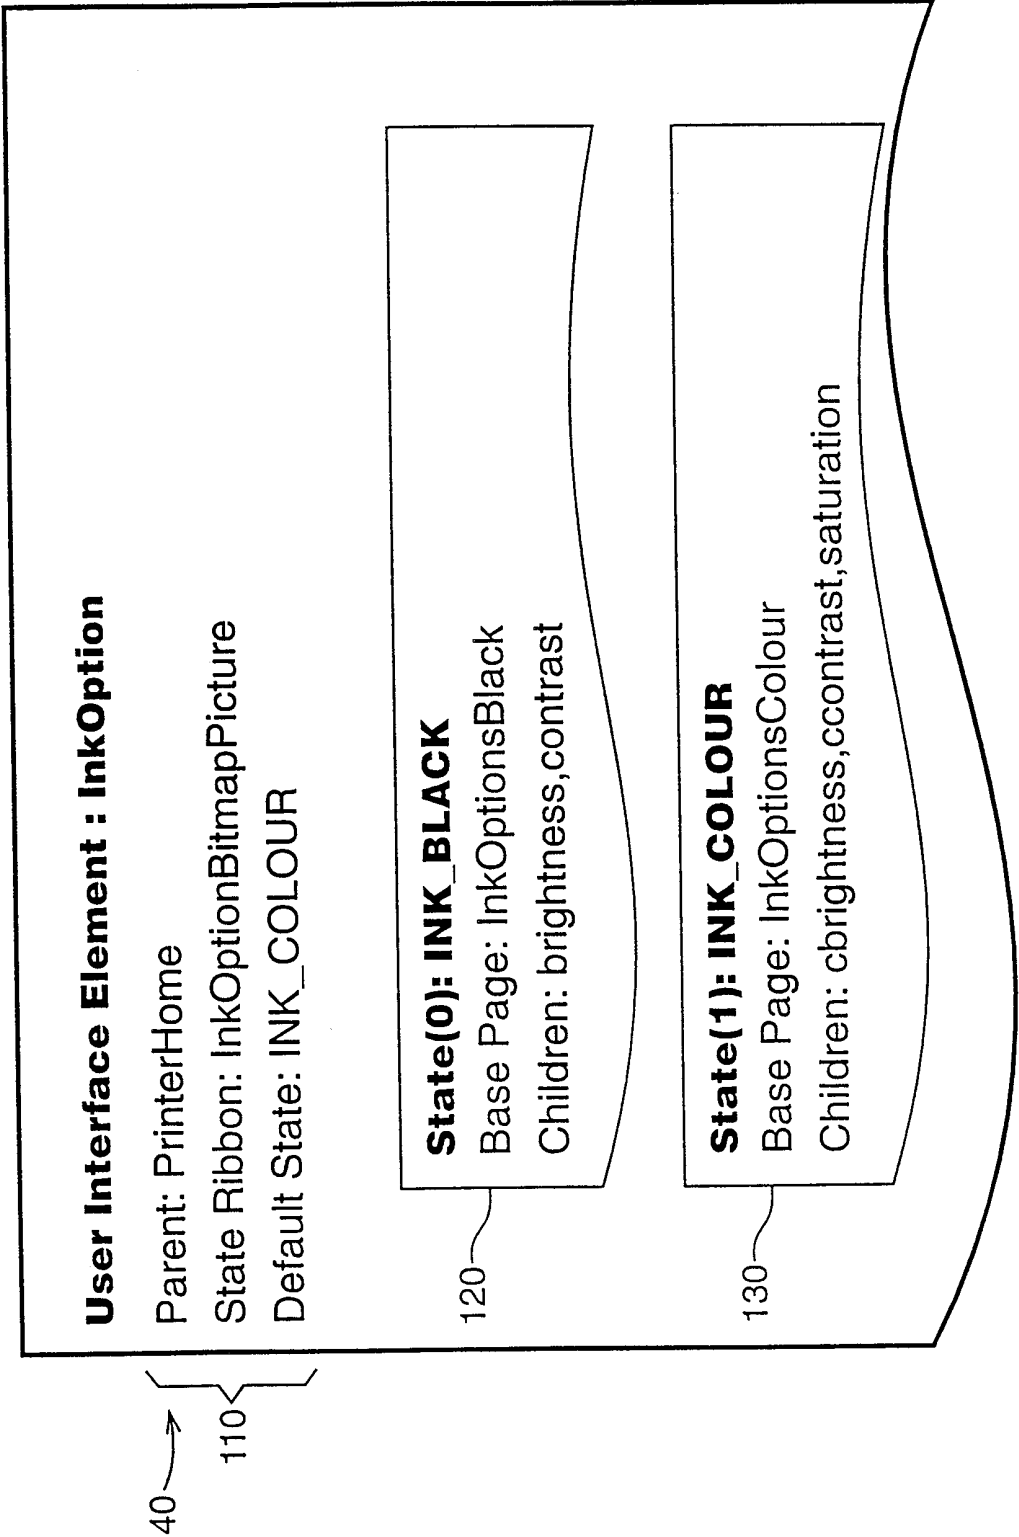 User Interface Element : InkOption
40
110
Parent: PrinterHome
State Ribbon: InkOptionBitmapPicture
Default State: INK_COLOUR
120
State(0): INK_BLACK
Base Page: InkOptionsBlack
Children: brightness,contrast
130
State(1): INK_COLOUR
Base Page: InkOptionsColour
Children: cbrightness,ccontrast,saturation